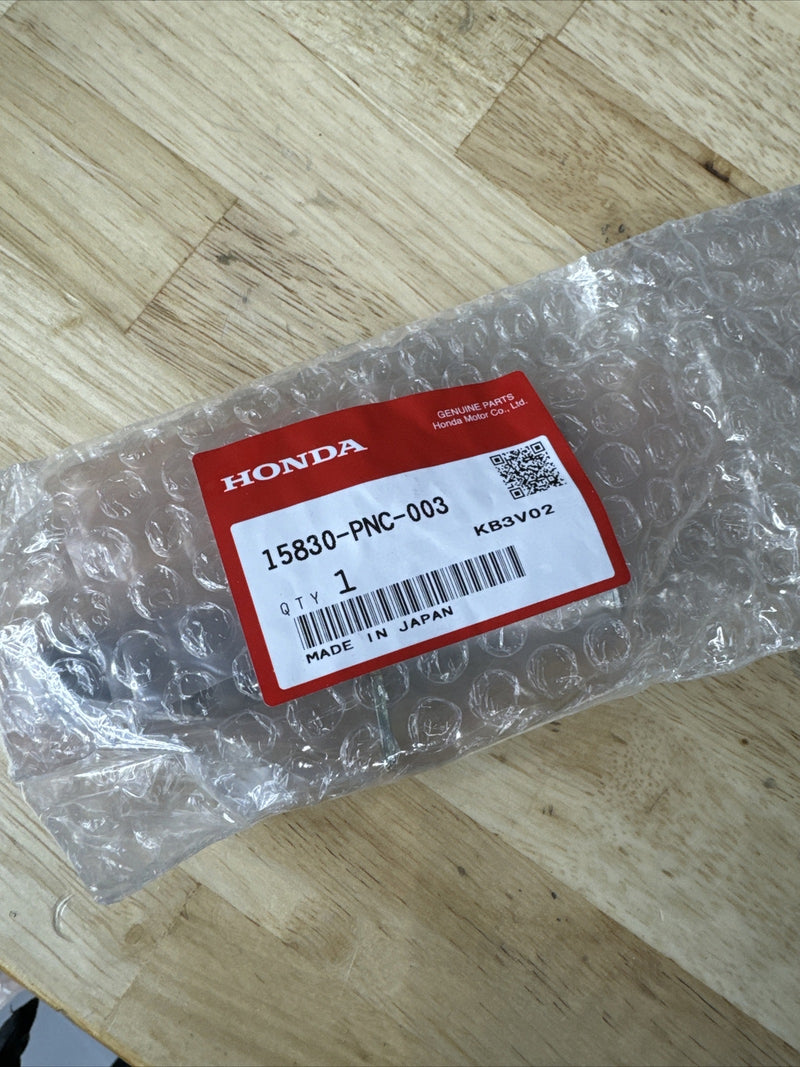 HONDA
GENUINE PARTS
Honda Motor Co., Ltd.
15830-PNC-003
KB3V02
QTY 1
MADE IN JAPAN